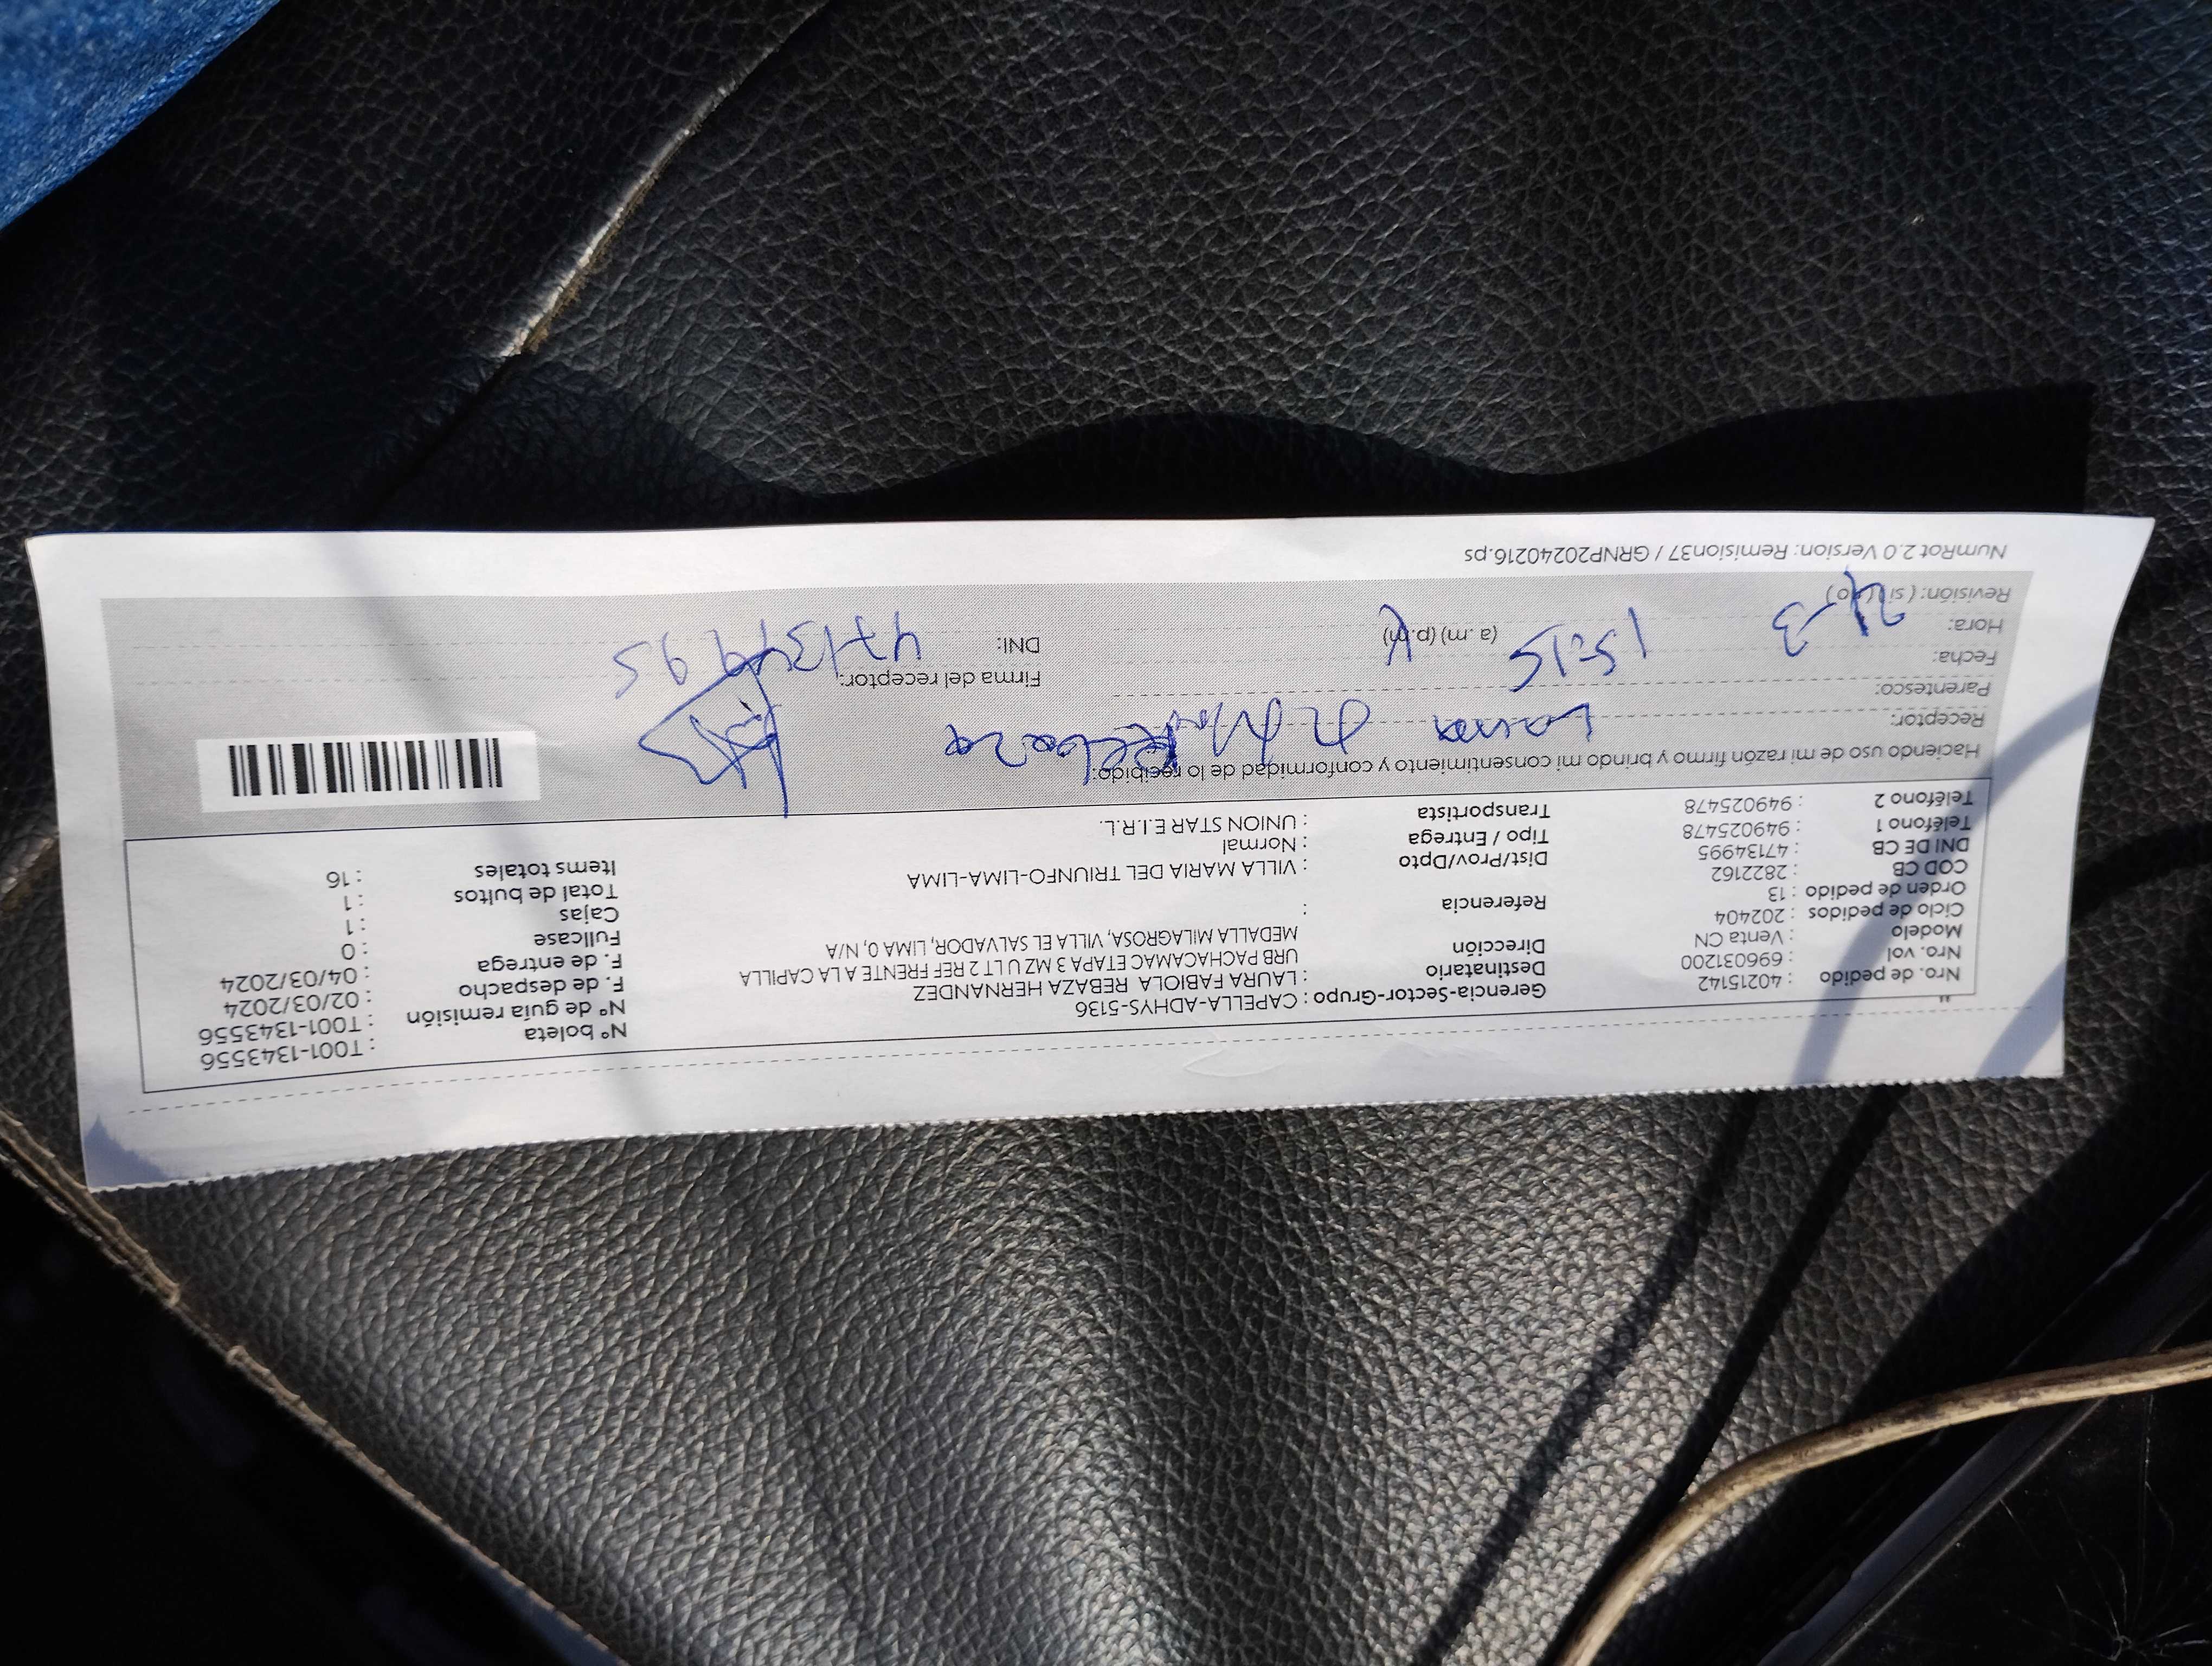 Nro. de pedido : 40215142
Nro. vol : 696031200
Modelo : Venta CN
Ciclo de pedidos : 202404
Orden de pedido : 13
COD CB : 2822162
DNI DE CB : 47134995
Teléfono 1 : 949025478
Teléfono 2 : 949025478
Gerencia-Sector-Grupo : CAPELLA-ADHYS-5136
Destinatario : LAURA FABIOLA REBAZA HERNANDEZ
Dirección URB PACHACAMAC ETAPA 3 MZ U LT 2 REF FRENTE A LA CAPILLA
MEDALLA MILAGROSA, VILLA EL SALVADOR, LIMA 0, N/A
Referencia :
Dist/Prov/Dpto : VILLA MARIA DEL TRIUNFO-LIMA-LIMA
Tipo / Entrega : Normal
Transportista : UNION STAR E.I.R.L.
N° boleta : T001-1343556
N° de guía remisión : T001-1343556
F. de despacho : 02/03/2024
F. de entrega : 04/03/2024
Fullcase : 0
Cajas : 1
Total de bultos : 1
Items totales : 16
Haciendo uso de mi razón firmo y brindo mi consentimiento y conformidad de lo recibido:
Receptor: Laura Rebaza
Parentesco:
Fecha:
Hora: 15:15 (a.m) (p.m)
Revisión: (si) (no)
Firma del receptor:
DNI: 47134995
NumRot 2.0 Version: Remision37 / GRNP20240216.ps